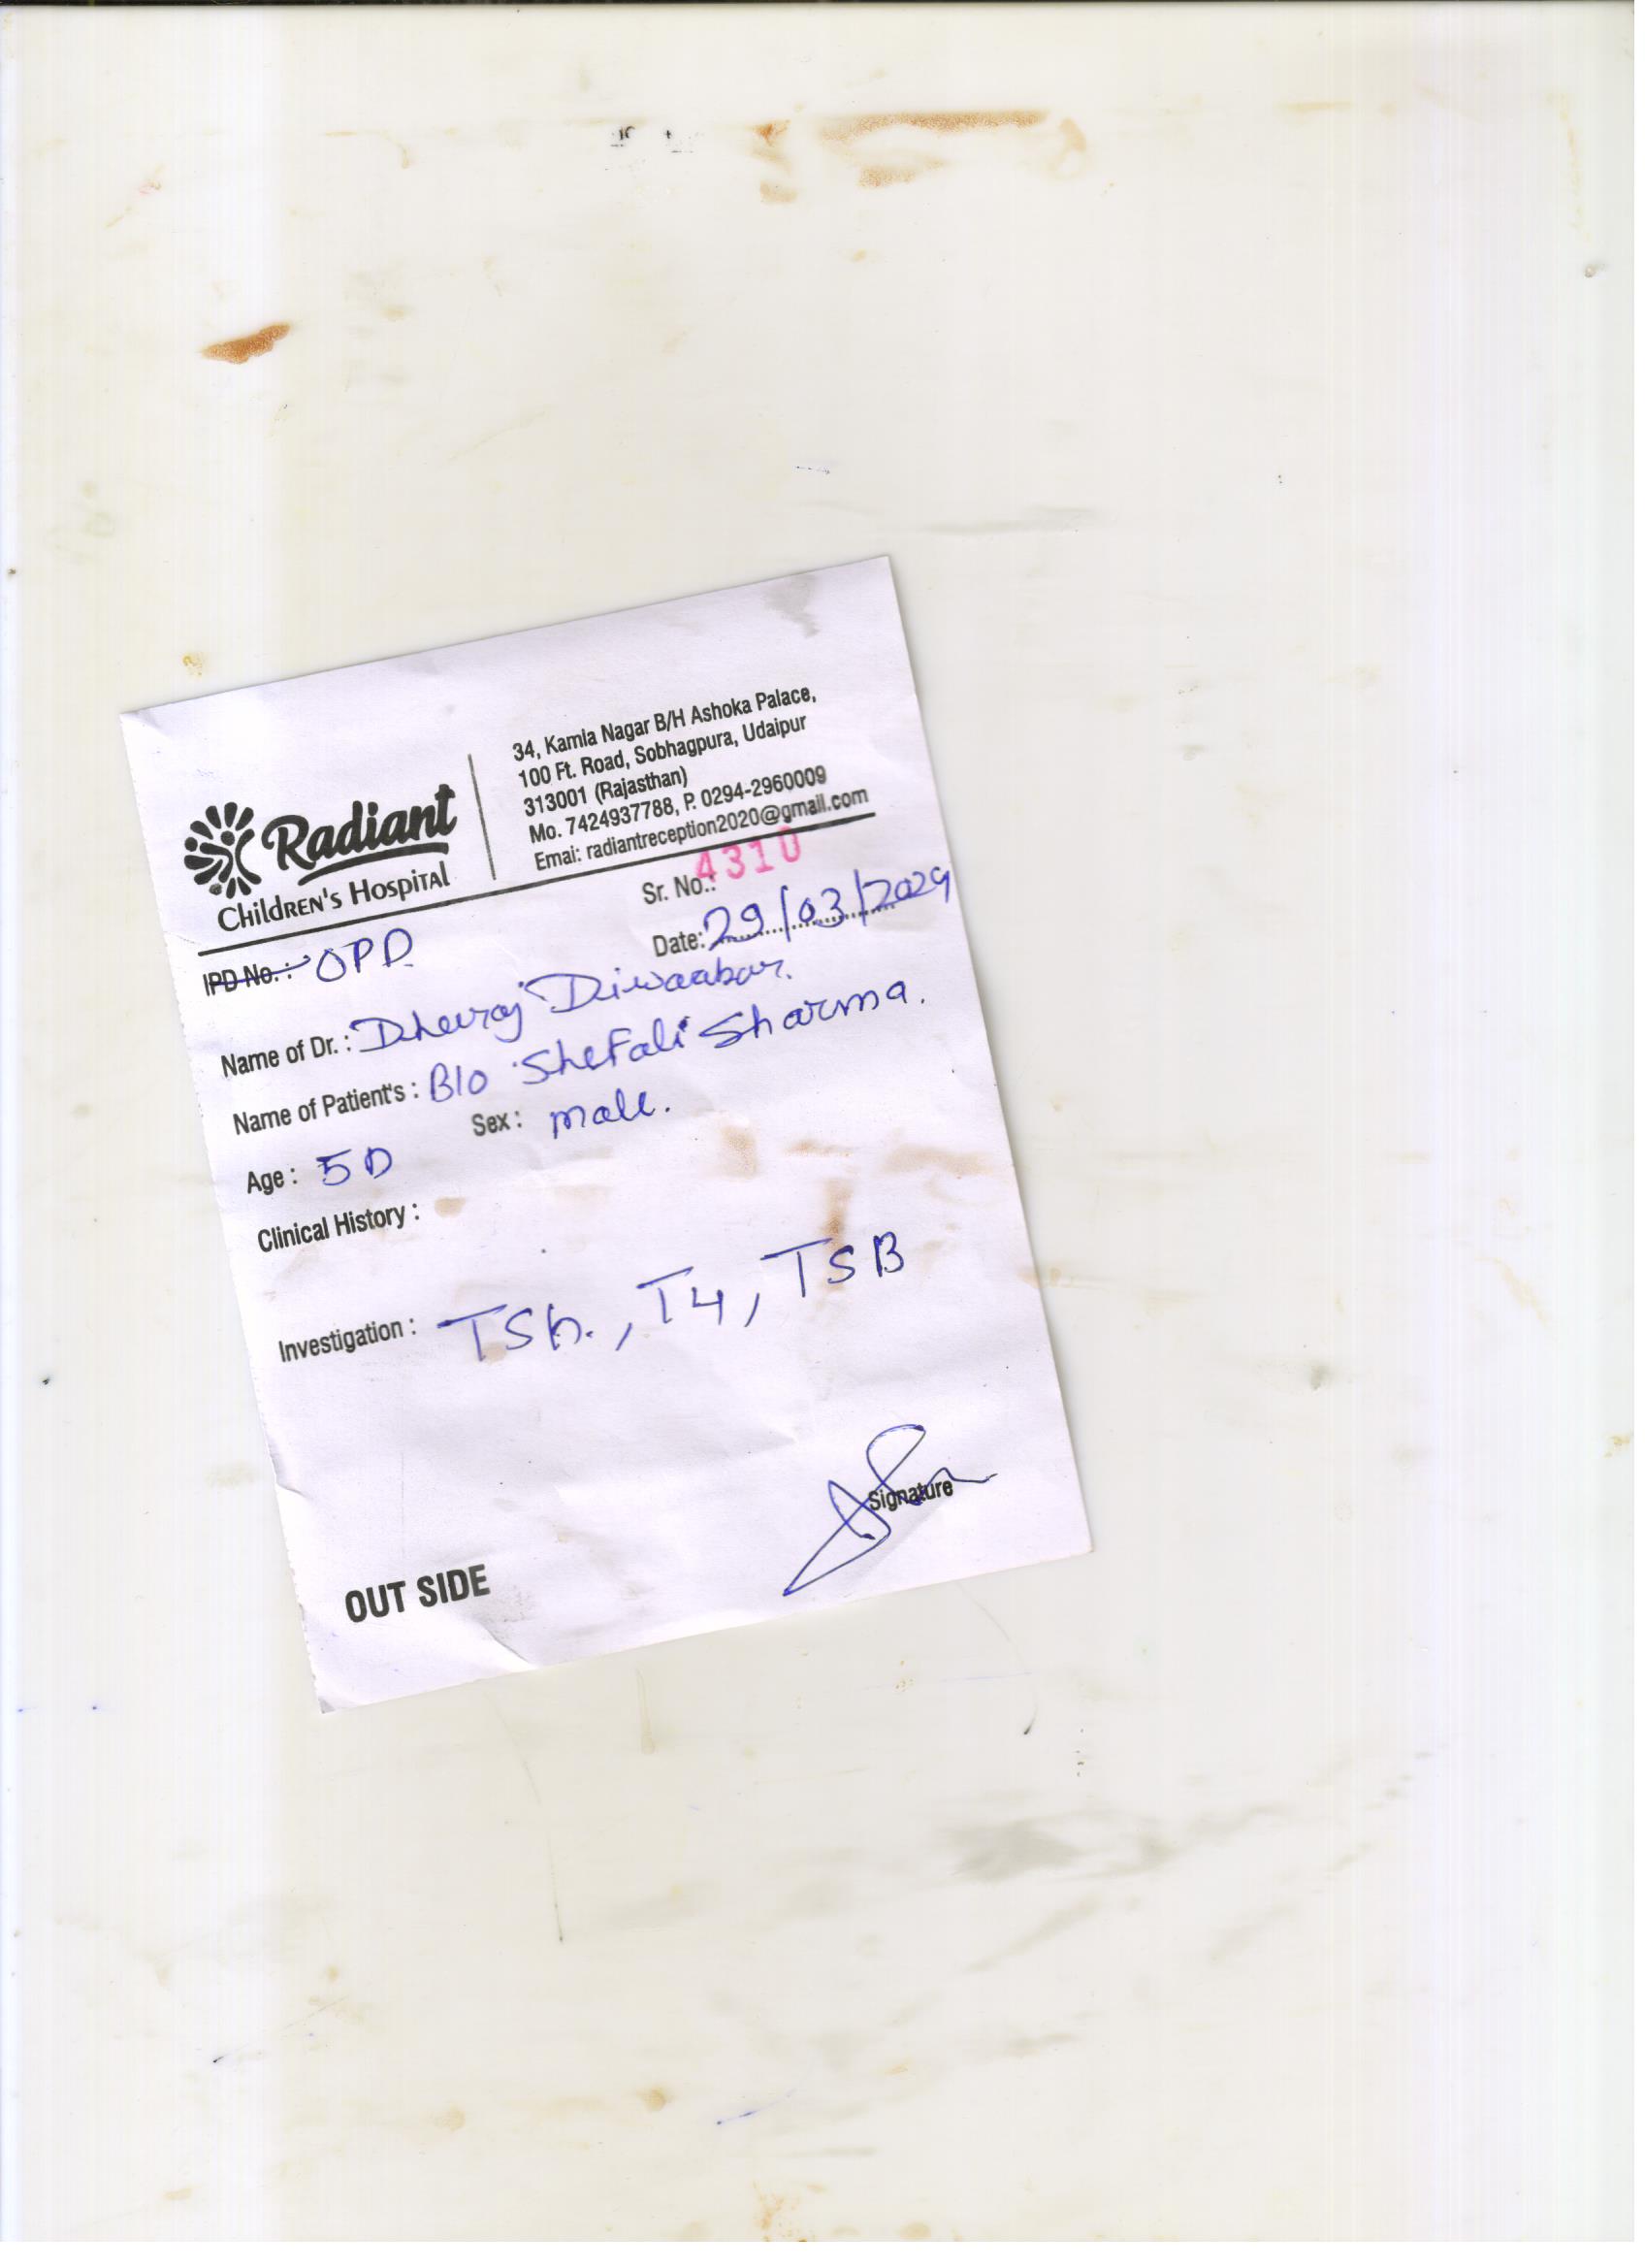 Radiant
Children's Hospital
34, Kamla Nagar B/H Ashoka Palace,
100 Ft. Road, Sobhagpura, Udaipur
313001 (Rajasthan)
Mo. 7424937788, P. 0294-2960009
Emai: radiantreception2020@gmail.com
Sr. No.: 4310
IPD No. : OPD
Date: 29/03/2024
Name of Dr. : Dheuraj Diwaabar.
Name of Patient's : B/o Shefali Sharma.
Age : 5D Sex : male.
Clinical History :
Investigation : TSh., T4, TSB
Signature
OUT SIDE